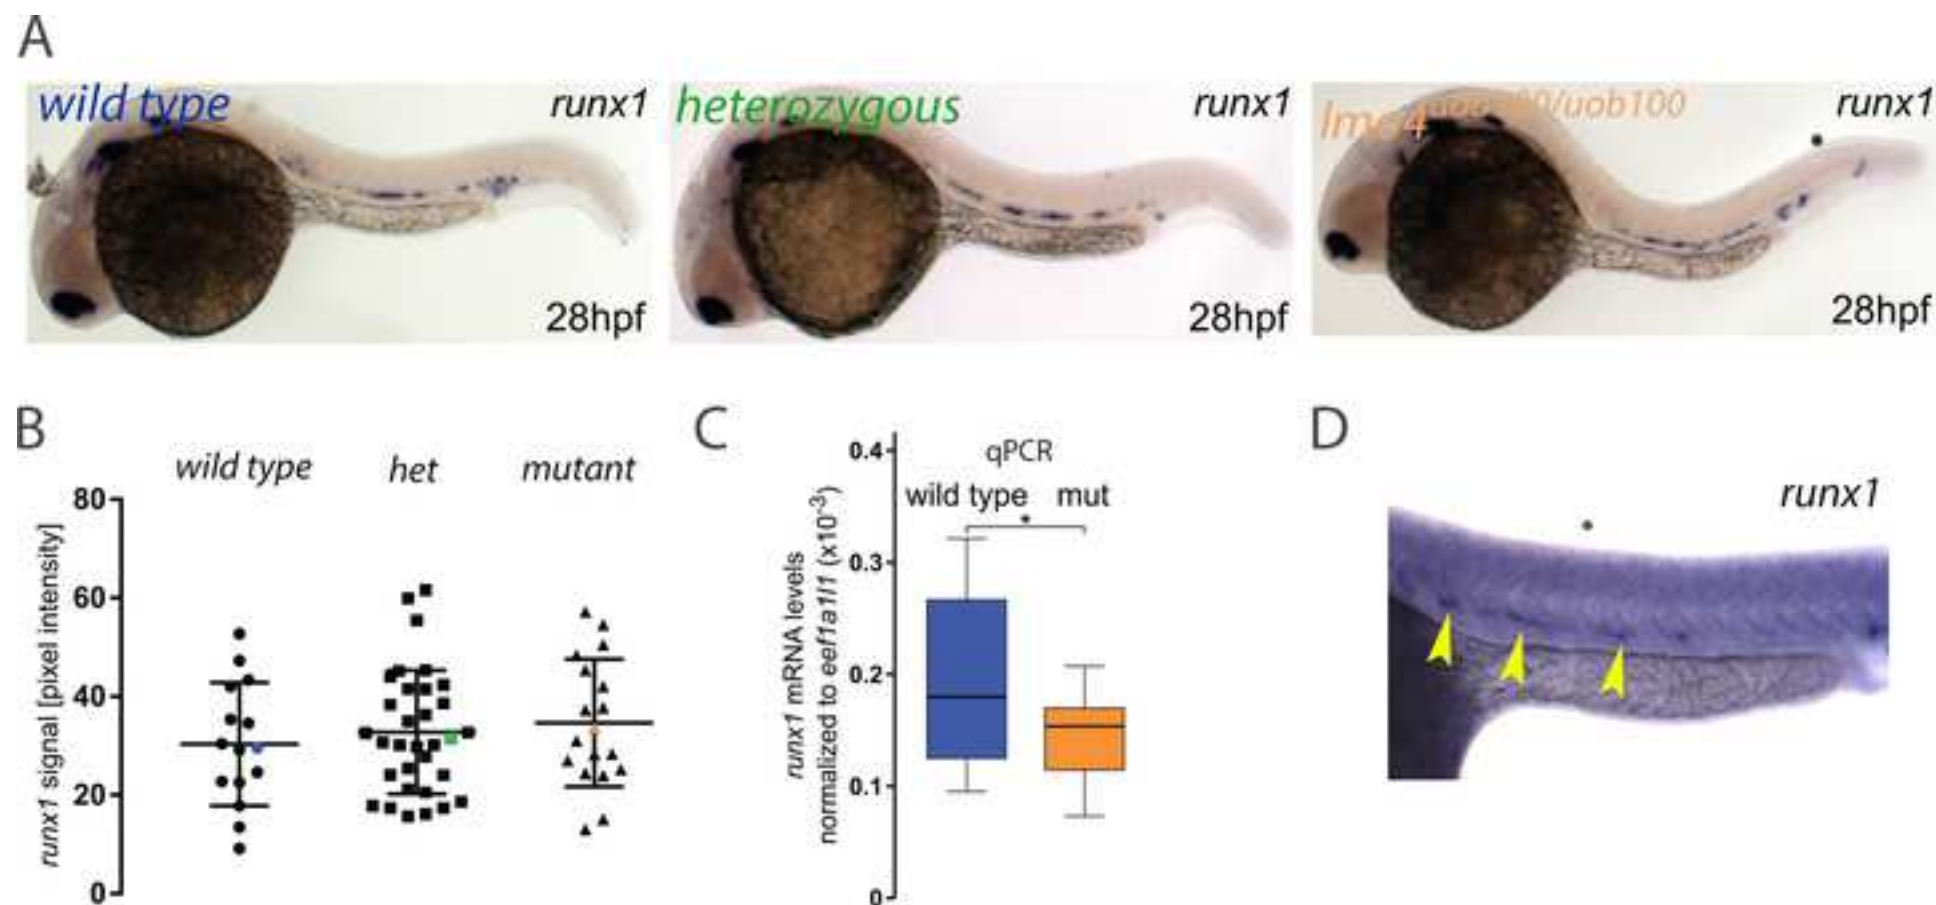 A
wild type
runx1
28hpf
heterozygous
runx1
28hpf
/uob100
runx1
28hpf
B
wild type
het
mutant
runx1 signal [pixel intensity]
80
60
40
20
0
C
qPCR
wild type mut
*
runx1 mRNA levels
normalized to eef1a1l1 (x10⁻³)
0.4
0.3
0.2
0.1
0
D
runx1